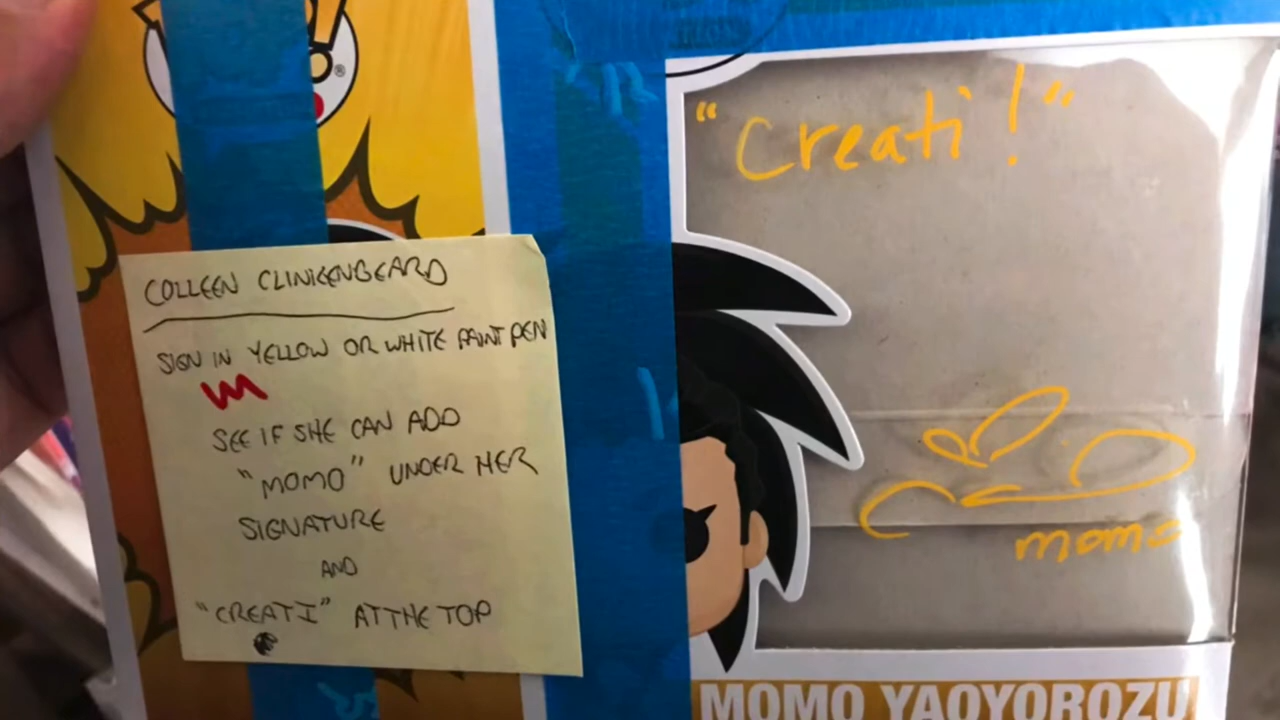 COLLEEN CLINKENBEARD
SIGN IN YELLOW OR WHITE PAINT PEN
SEE IF SHE CAN ADD
"MOMO" UNDER HER
SIGNATURE
AND
"CREATI" AT THE TOP
"Creati!"
momo
MOMO YAOYOROZU